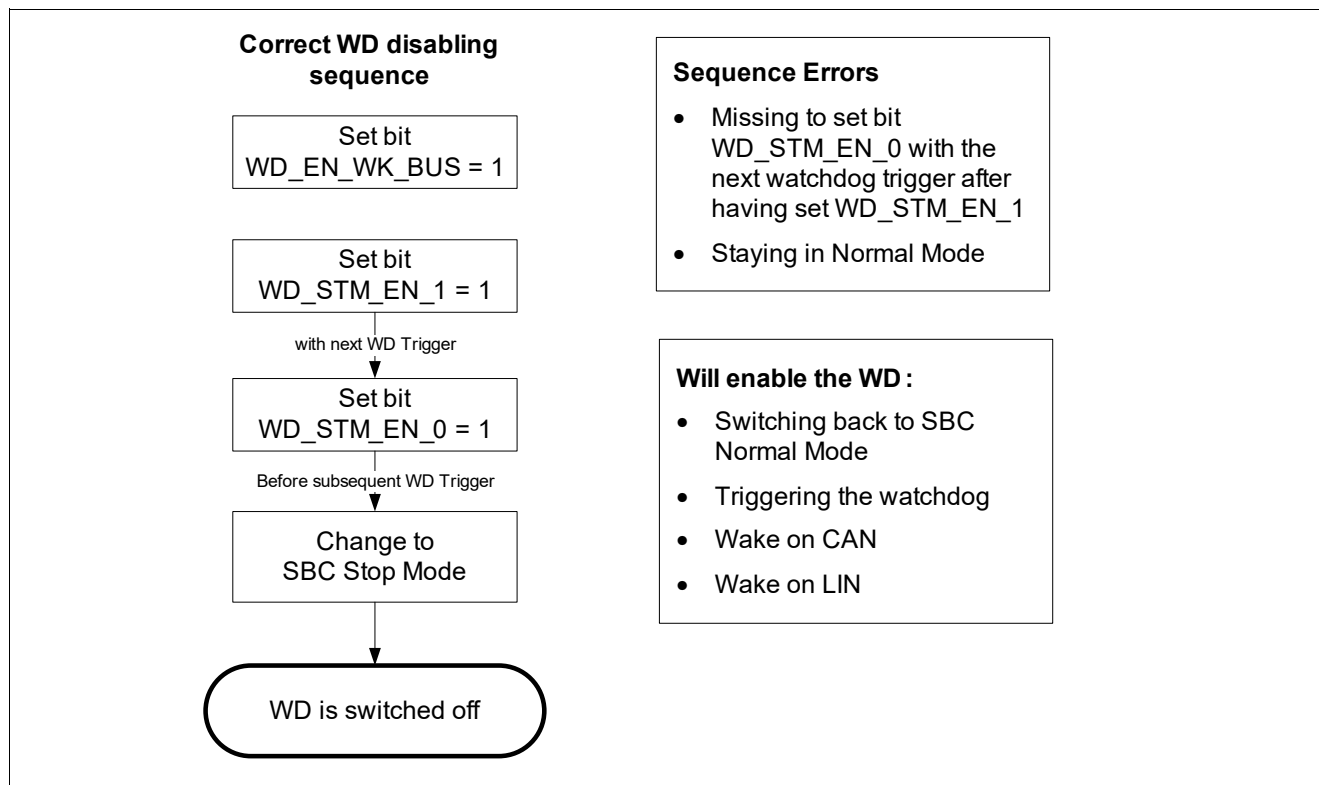 Correct WD disabling
sequence
Set bit
WD_EN_WK_BUS = 1
Set bit
WD_STM_EN_1 = 1
with next WD Trigger
Set bit
WD_STM_EN_0 = 1
Before subsequent WD Trigger
Change to
SBC Stop Mode
WD is switched off
Sequence Errors
• Missing to set bit
WD_STM_EN_0 with the
next watchdog trigger after
having set WD_STM_EN_1
• Staying in Normal Mode
Will enable the WD:
• Switching back to SBC
Normal Mode
• Triggering the watchdog
• Wake on CAN
• Wake on LIN